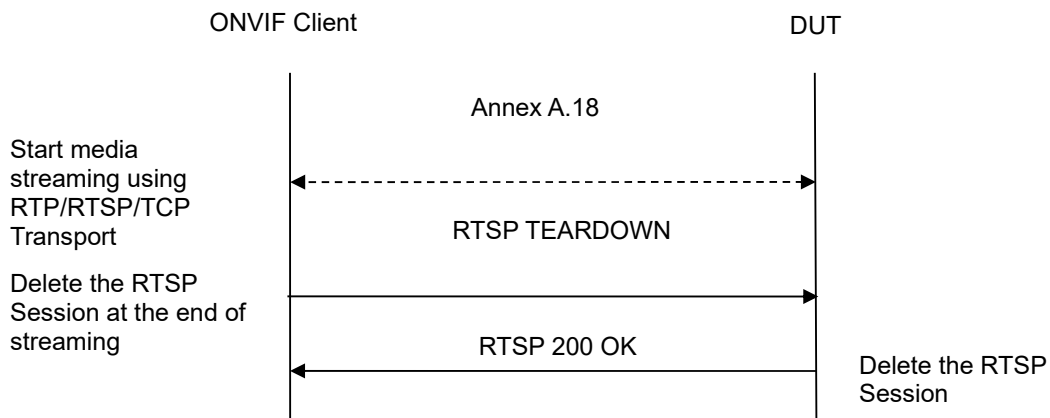 ONVIF Client
DUT
Annex A.18
Start media
streaming using
RTP/RTSP/TCP
Transport
RTSP TEARDOWN
Delete the RTSP
Session at the end of
streaming
RTSP 200 OK
Delete the RTSP
Session